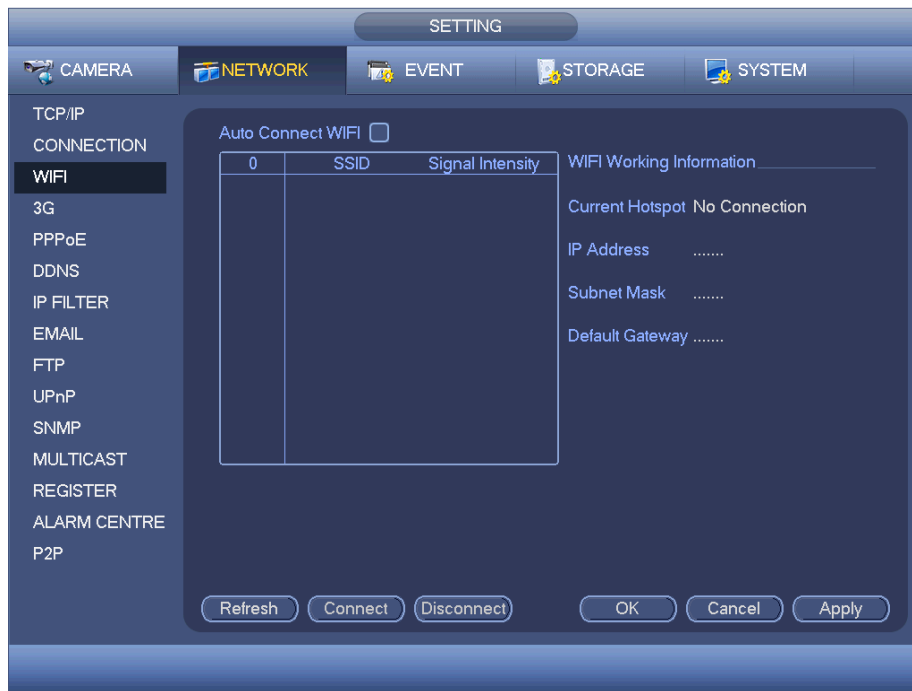 SETTING
CAMERA NETWORK EVENT STORAGE SYSTEM
TCP/IP
CONNECTION
WIFI
3G
PPPoE
DDNS
IP FILTER
EMAIL
FTP
UPnP
SNMP
MULTICAST
REGISTER
ALARM CENTRE
P2P
Auto Connect WIFI
0 SSID Signal Intensity
WIFI Working Information
Current Hotspot No Connection
IP Address .......
Subnet Mask .......
Default Gateway .......
Refresh Connect Disconnect OK Cancel Apply